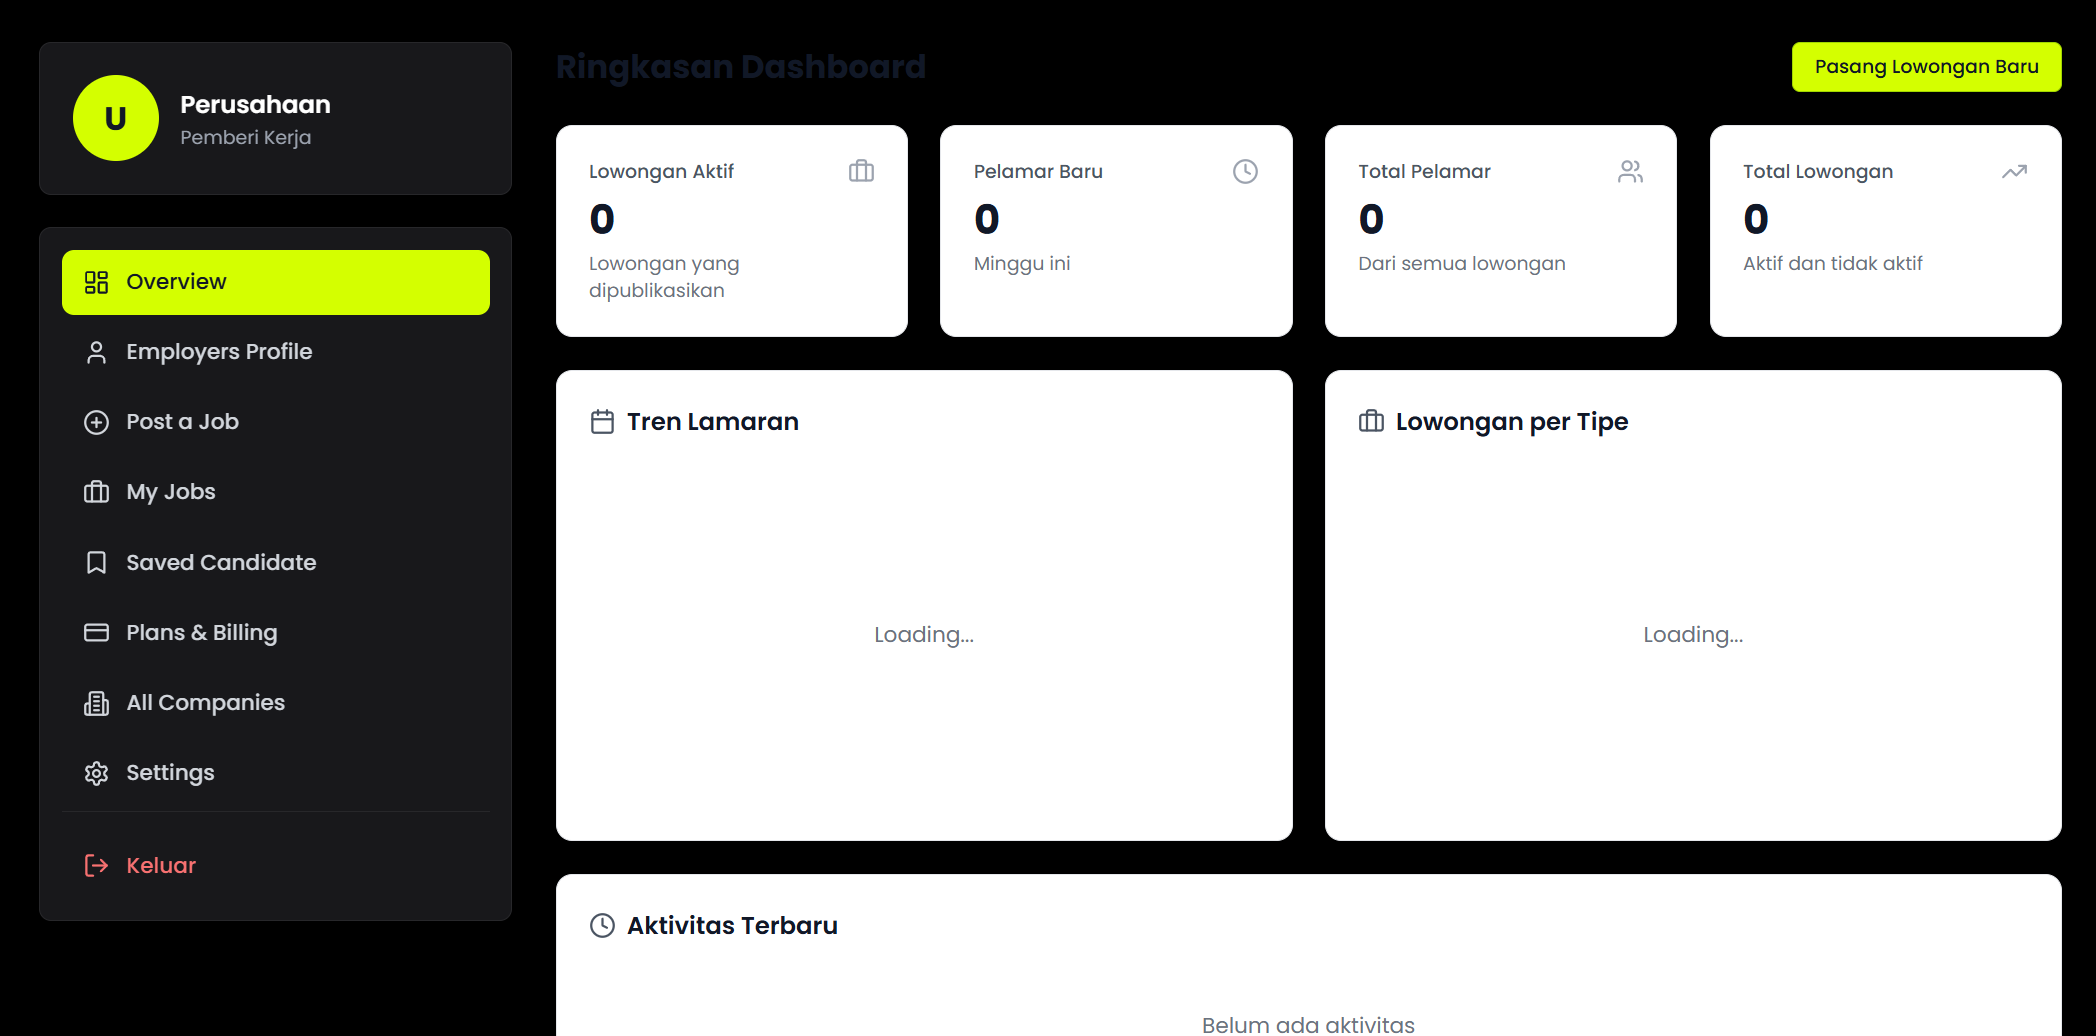 U
Perusahaan
Pemberi Kerja
Overview
Employers Profile
Post a Job
My Jobs
Saved Candidate
Plans & Billing
All Companies
Settings
Keluar
Ringkasan Dashboard
Pasang Lowongan Baru
Lowongan Aktif
0
Lowongan yang
dipublikasikan
Pelamar Baru
0
Minggu ini
Total Pelamar
0
Dari semua lowongan
Total Lowongan
0
Aktif dan tidak aktif
Tren Lamaran
Loading...
Lowongan per Tipe
Loading...
Aktivitas Terbaru
Belum ada aktivitas